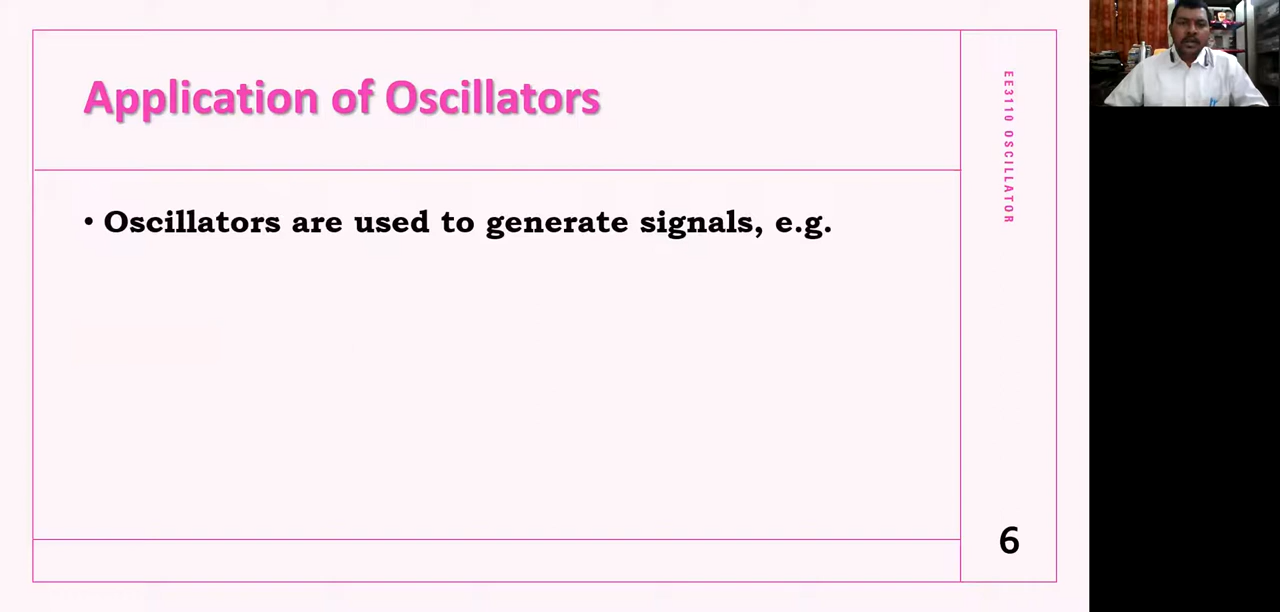 Application of Oscillators
• Oscillators are used to generate signals, e.g.
EE3110 OSCILLATOR
6